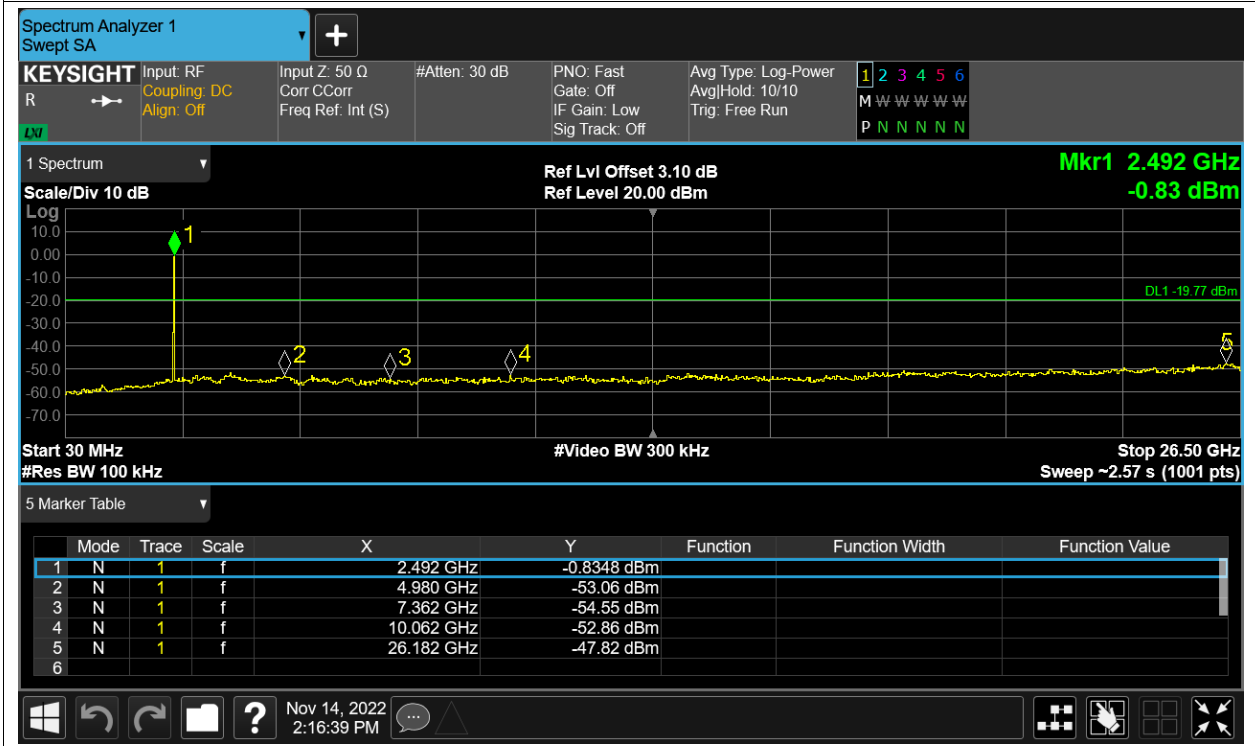 Spectrum Analyzer 1
Swept SA
+
KEYSIGHT Input: RF Input Z: 50 Ω #Atten: 30 dB PNO: Fast Avg Type: Log-Power 1 2 3 4 5 6
R Coupling: DC Corr CCorr Gate: Off Avg|Hold: 10/10 M W W W W W
Align: Off Freq Ref: Int (S) IF Gain: Low Trig: Free Run
LXI Sig Track: Off P N N N N N
1 Spectrum
Ref Lvl Offset 3.10 dB Mkr1 2.492 GHz
Scale/Div 10 dB Ref Level 20.00 dBm -0.83 dBm
Log
10.0
1
0.00
-10.0
DL1 -19.77 dBm
-20.0
-30.0
-40.0
2 3 4 5
-50.0
-60.0
-70.0
Start 30 MHz #Video BW 300 kHz Stop 26.50 GHz
#Res BW 100 kHz Sweep ~2.57 s (1001 pts)
5 Marker Table
Mode Trace Scale X Y Function Function Width Function Value
1 N 1 f 2.492 GHz -0.8348 dBm
2 N 1 f 4.980 GHz -53.06 dBm
3 N 1 f 7.362 GHz -54.55 dBm
4 N 1 f 10.062 GHz -52.86 dBm
5 N 1 f 26.182 GHz -47.82 dBm
6
? Nov 14, 2022
2:16:39 PM